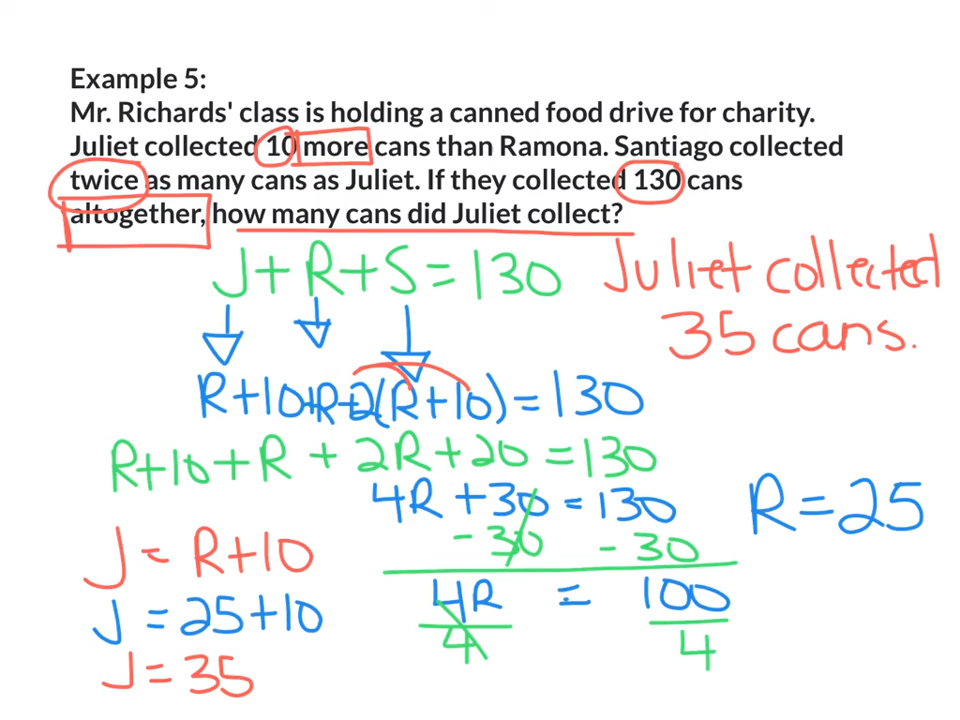 Example 5:
Mr. Richards' class is holding a canned food drive for charity.
Juliet collected 10 more cans than Ramona. Santiago collected
twice as many cans as Juliet. If they collected 130 cans
altogether, how many cans did Juliet collect?
J+R+S=130
Juliet collected
35 cans.
R+10+R+2(R+10)=130
R+10+R+2R+20=130
4R+30=130
-30 -30
4R = 100
4 4
R=25
J=R+10
J=25+10
J=35